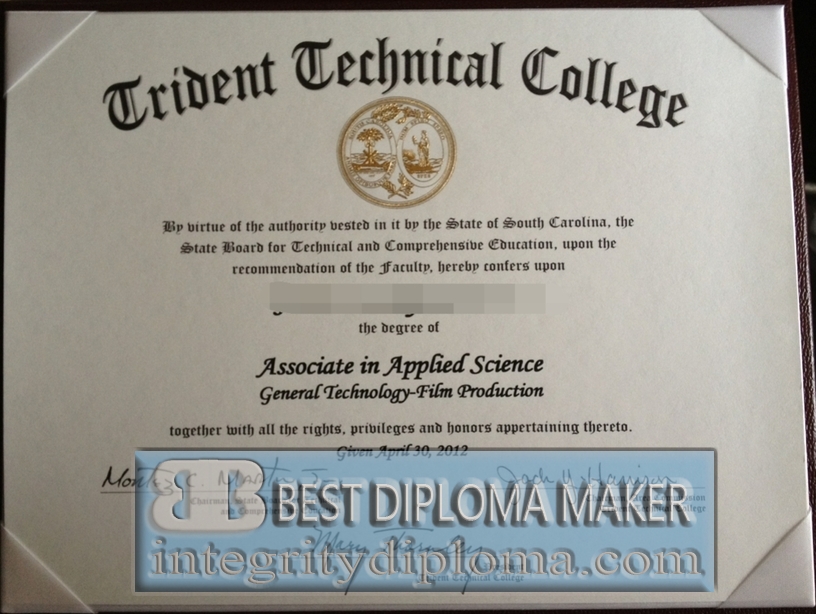 Trident Technical College
By virtue of the authority vested in it by the State of South Carolina, the
State Board for Technical and Comprehensive Education, upon the
recommendation of the Faculty, hereby confers upon
the degree of
Associate in Applied Science
General Technology-Film Production
together with all the rights, privileges and honors appertaining thereto.
Given April 30, 2012
BEST DIPLOMA MAKER
integritydiploma.com
Trident Technical College